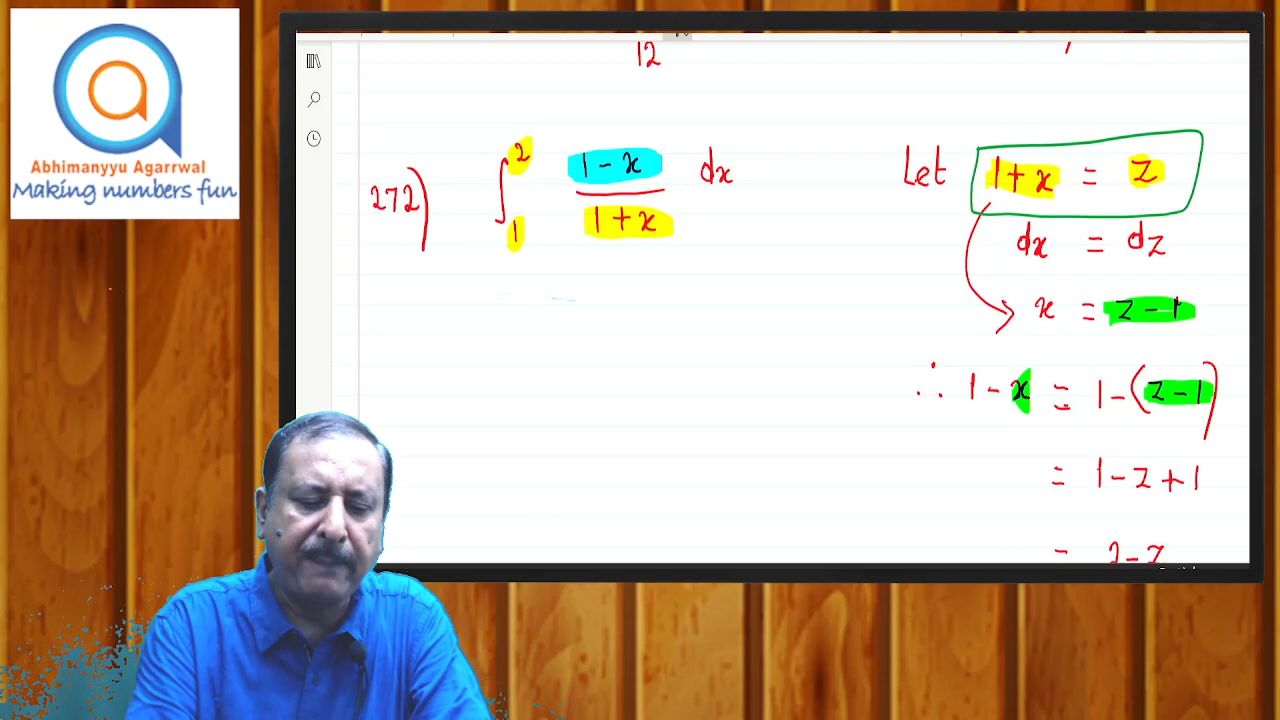 Abhimanyyu Agarrwal
Making numbers fun
12
272) ∫₁² (1 - x)/(1 + x) dx
Let 1 + x = z
dx = dz
x = z - 1
∴ 1 - x = 1 - (z - 1)
= 1 - z + 1
= 2 - z